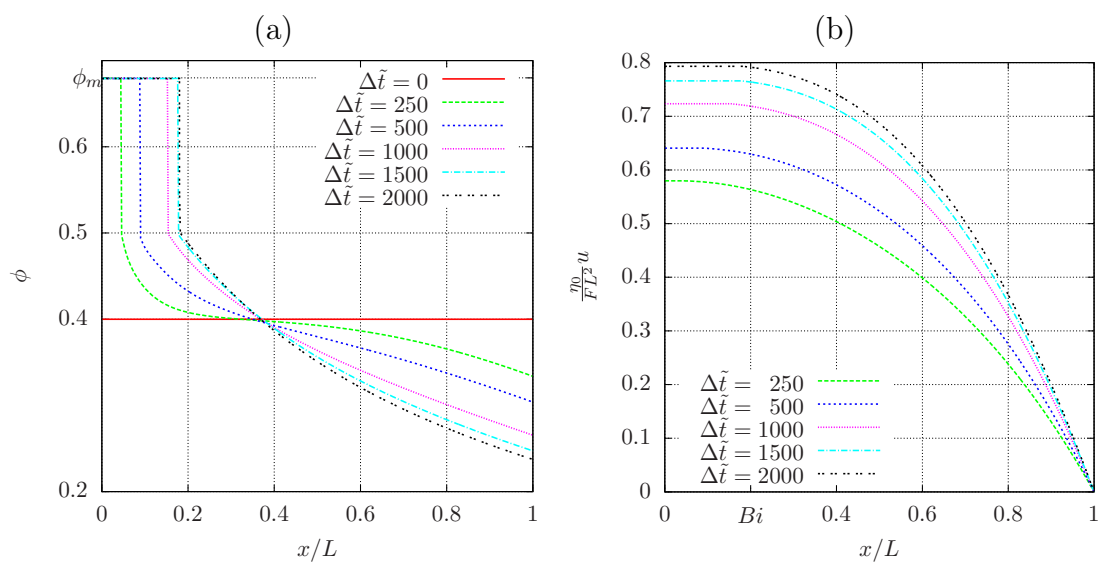 (a)
ϕm
0.6
0.5
0.4
0.2
ϕ
0
0.2
0.4
0.6
0.8
1
x/L
Δt̃ = 0
Δt̃ = 250
Δt̃ = 500
Δt̃ = 1000
Δt̃ = 1500
Δt̃ = 2000
(b)
0.8
0.7
0.6
0.5
0.4
0.3
0.2
0.1
0
η0/FL² u
0
Bi
0.4
0.6
0.8
1
x/L
Δt̃ = 250
Δt̃ = 500
Δt̃ = 1000
Δt̃ = 1500
Δt̃ = 2000